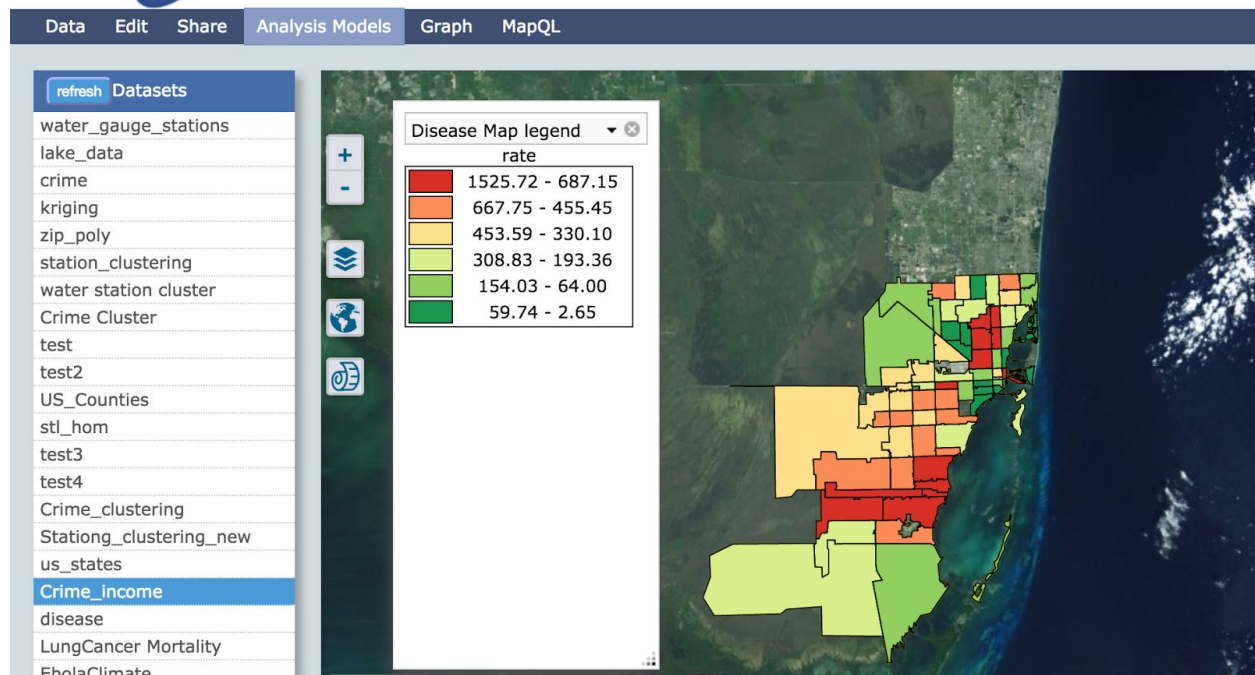 Data Edit Share Analysis Models Graph MapQL
refresh Datasets
water_gauge_stations
lake_data
crime
kriging
zip_poly
station_clustering
water station cluster
Crime Cluster
test
test2
US_Counties
stl_hom
test3
test4
Crime_clustering
Stationg_clustering_new
us_states
Crime_income
disease
LungCancer Mortality
EbolaClimate
+
-
Disease Map legend
rate
1525.72 - 687.15
667.75 - 455.45
453.59 - 330.10
308.83 - 193.36
154.03 - 64.00
59.74 - 2.65